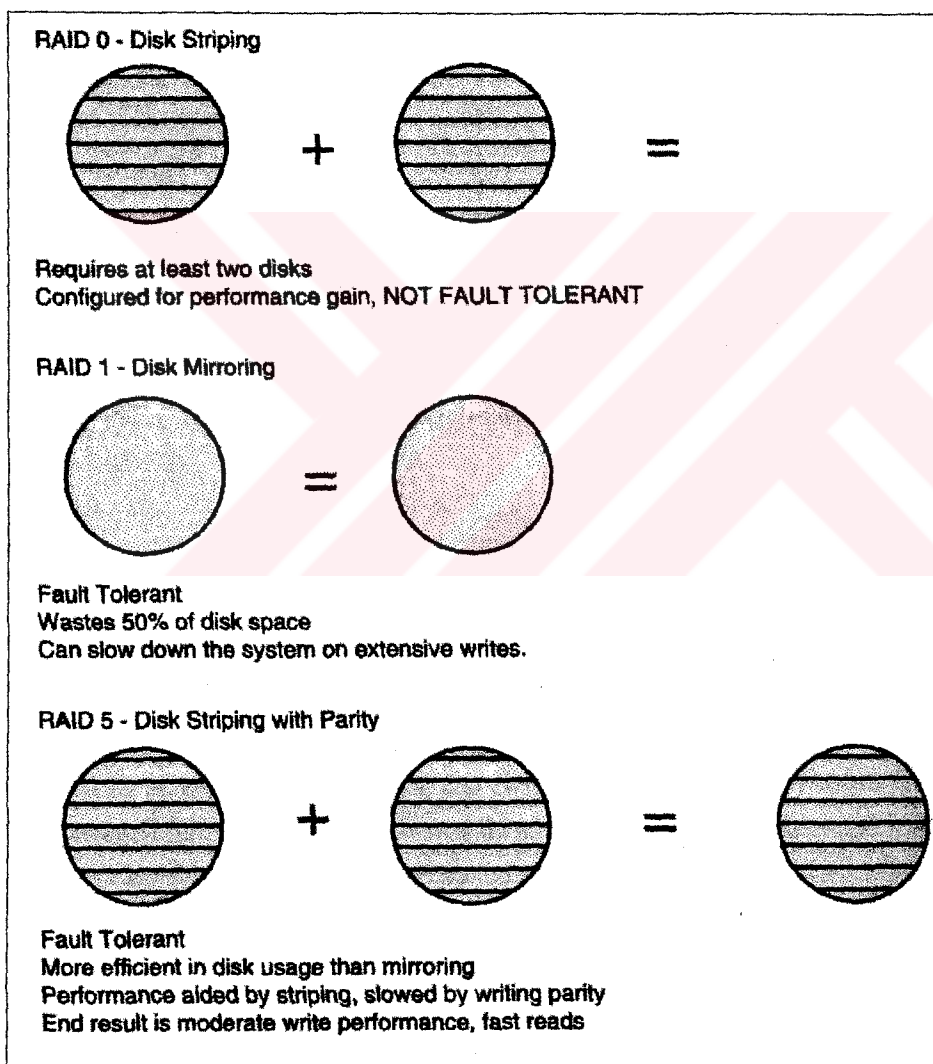 RAID 0 - Disk Striping
+ =
Requires at least two disks
Configured for performance gain, NOT FAULT TOLERANT
RAID 1 - Disk Mirroring
=
Fault Tolerant
Wastes 50% of disk space
Can slow down the system on extensive writes.
RAID 5 - Disk Striping with Parity
+ =
Fault Tolerant
More efficient in disk usage than mirroring
Performance aided by striping, slowed by writing parity
End result is moderate write performance, fast reads